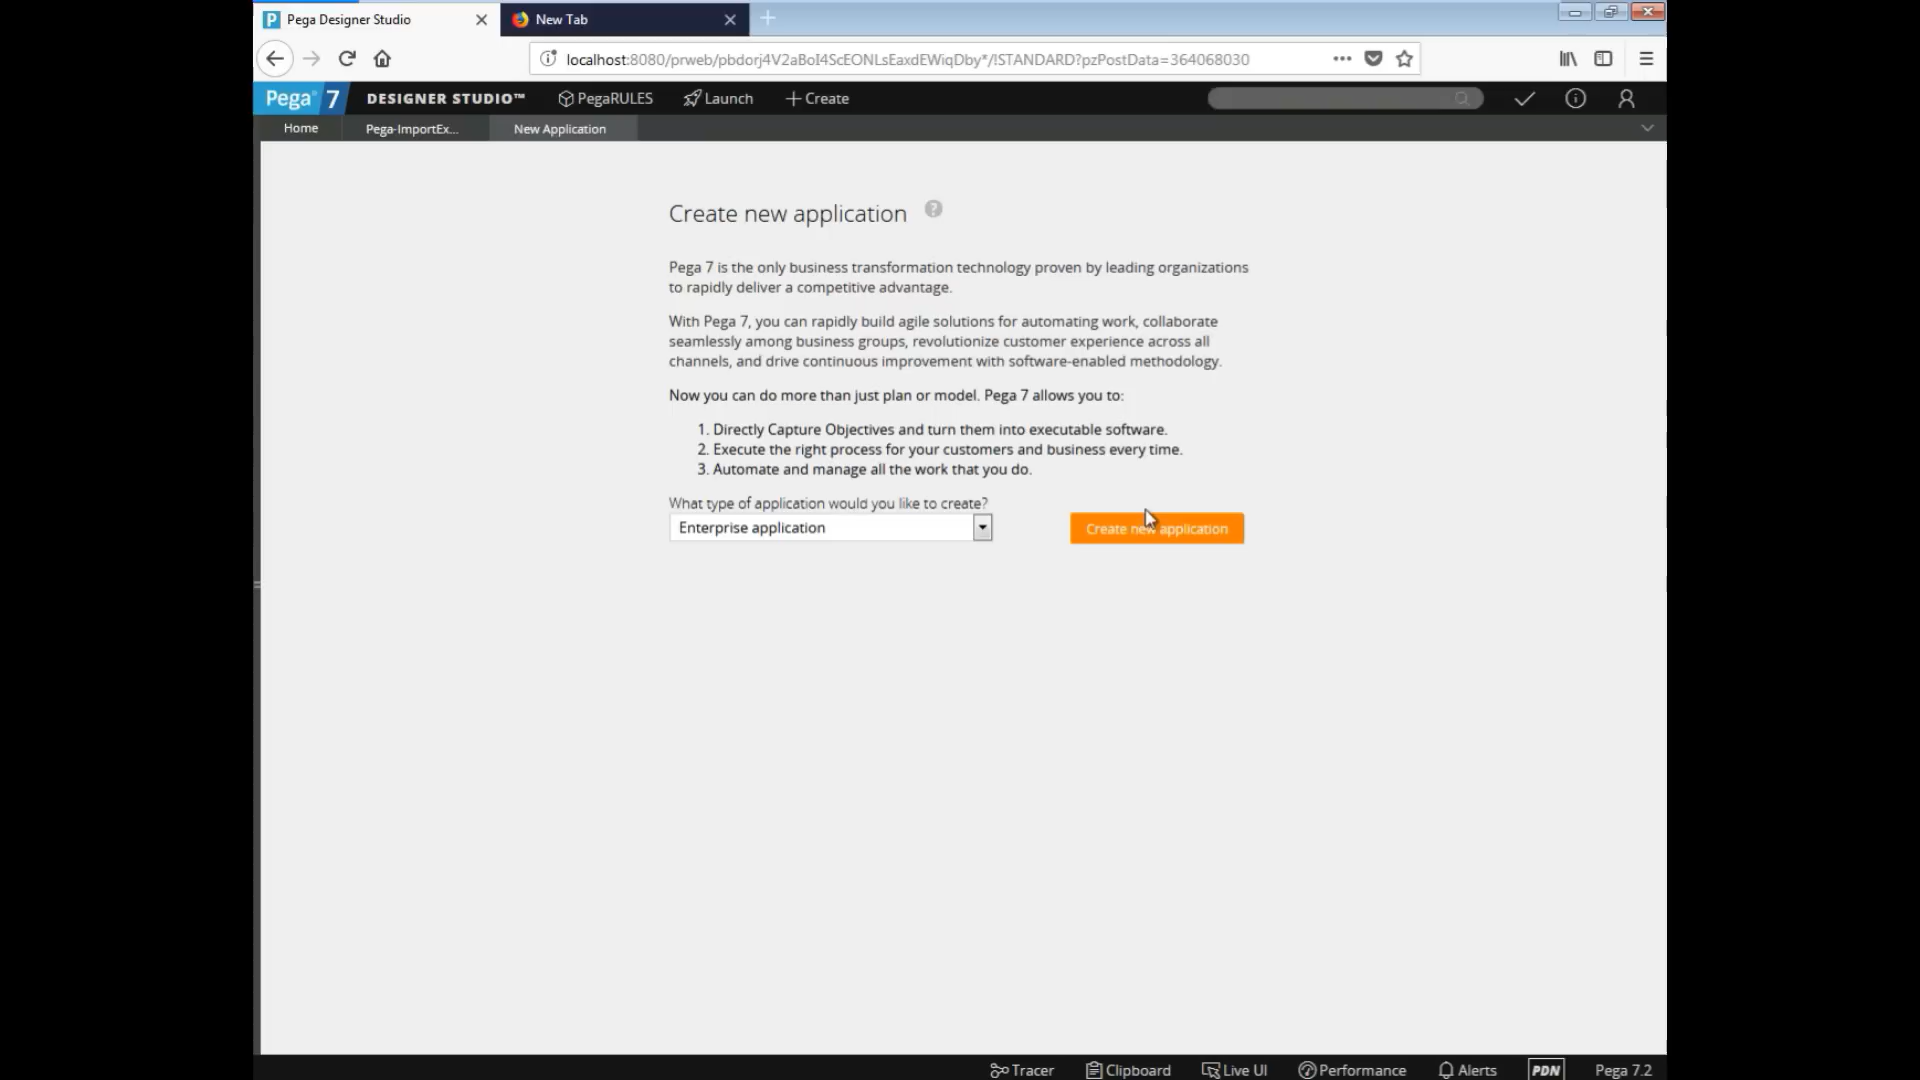 Pega Designer Studio
New Tab
localhost:8080/prweb/pbdorj4V2aBoI4ScEONLsEaxdEWiqDby*/!STANDARD?pzPostData=364068030
Pega 7 DESIGNER STUDIO™ PegaRULES Launch Create
Home Pega-ImportEx... New Application
Create new application ?
Pega 7 is the only business transformation technology proven by leading organizations
to rapidly deliver a competitive advantage.
With Pega 7, you can rapidly build agile solutions for automating work, collaborate
seamlessly among business groups, revolutionize customer experience across all
channels, and drive continuous improvement with software-enabled methodology.
Now you can do more than just plan or model. Pega 7 allows you to:
1. Directly Capture Objectives and turn them into executable software.
2. Execute the right process for your customers and business every time.
3. Automate and manage all the work that you do.
What type of application would you like to create?
Enterprise application
Create new application
Tracer Clipboard Live UI Performance Alerts PDN Pega 7.2